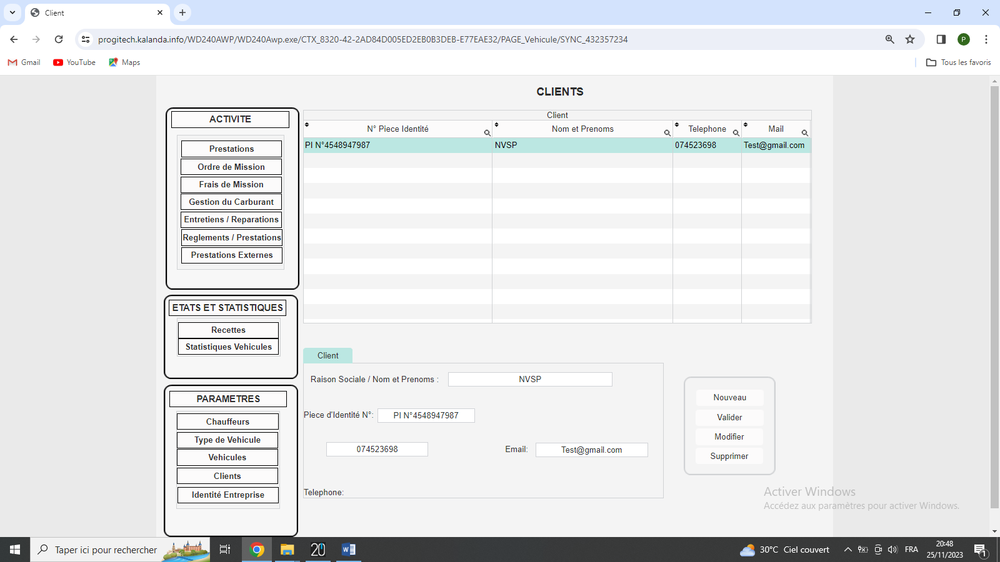 Client
progitech.kalanda.info/WD240AWP/WD240Awp.exe/CTX_8320-42-2AD84D005ED2EB0B3DEB-E77EAE32/PAGE_Vehicule/SYNC_432357234
P
Gmail
YouTube
Maps
Tous les favoris
CLIENTS
ACTIVITE
Prestations
Ordre de Mission
Frais de Mission
Gestion du Carburant
Entretiens / Reparations
Reglements / Prestations
Prestations Externes
ETATS ET STATISTIQUES
Recettes
Statistiques Vehicules
PARAMETRES
Chauffeurs
Type de Vehicule
Vehicules
Clients
Identité Entreprise
Client
N° Piece Identité
Nom et Prenoms
Telephone
Mail
PI N°4548947987
NVSP
074523698
Test@gmail.com
Client
Raison Sociale / Nom et Prenoms :
NVSP
Piece d'Identité N°:
PI N°4548947987
074523698
Email:
Test@gmail.com
Telephone:
Nouveau
Valider
Modifier
Supprimer
Activer Windows
Accédez aux paramètres pour activer Windows.
Taper ici pour rechercher
20
W
30°C Ciel couvert
FRA
20:48
25/11/2023
1